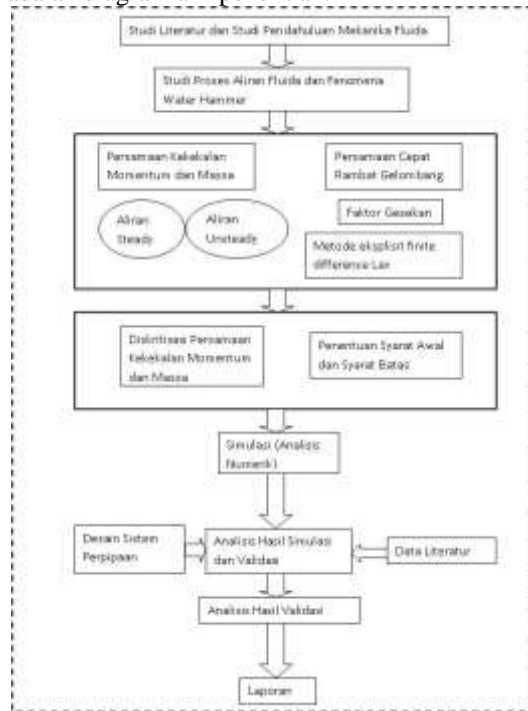 Studi Literatur dan Studi Pendahuluan Mekanika Fluida
Studi Proses Aliran Fluida dan Fenomena
Water Hammer
Persamaan Kekekalan
Momentum dan Massa
Persamaan Cepat
Rambat Gelombang
Aliran
Steady
Aliran
Unsteady
Faktor Gesekan
Metode eksplisit finite
difference Lax
Diskritisasi Persamaan
Kekekalan Momentum
dan Massa
Penentuan Syarat Awal
dan Syarat Batas
Simulasi (Analisis
Numerik)
Desain Sistem
Perpipaan
Analisis Hasil Simulasi
dan Validasi
Data Literatur
Analisis Hasil Validasi
Laporan